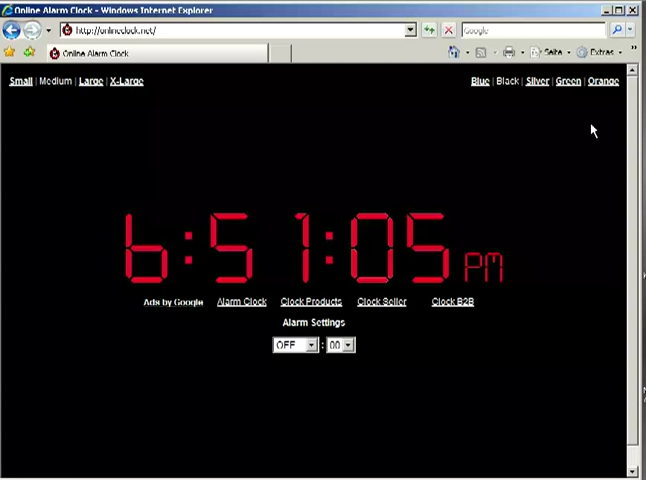 Online Alarm Clock - Windows Internet Explorer
http://onlineclock.net/
Google
Online Alarm Clock
Seite
Extras
Small | Medium | Large | X-Large
Blue | Black | Silver | Green | Orange
6:51:05 PM
Ads by Google Alarm Clock Clock Products Clock Seller Clock B2B
Alarm Settings
OFF : 00